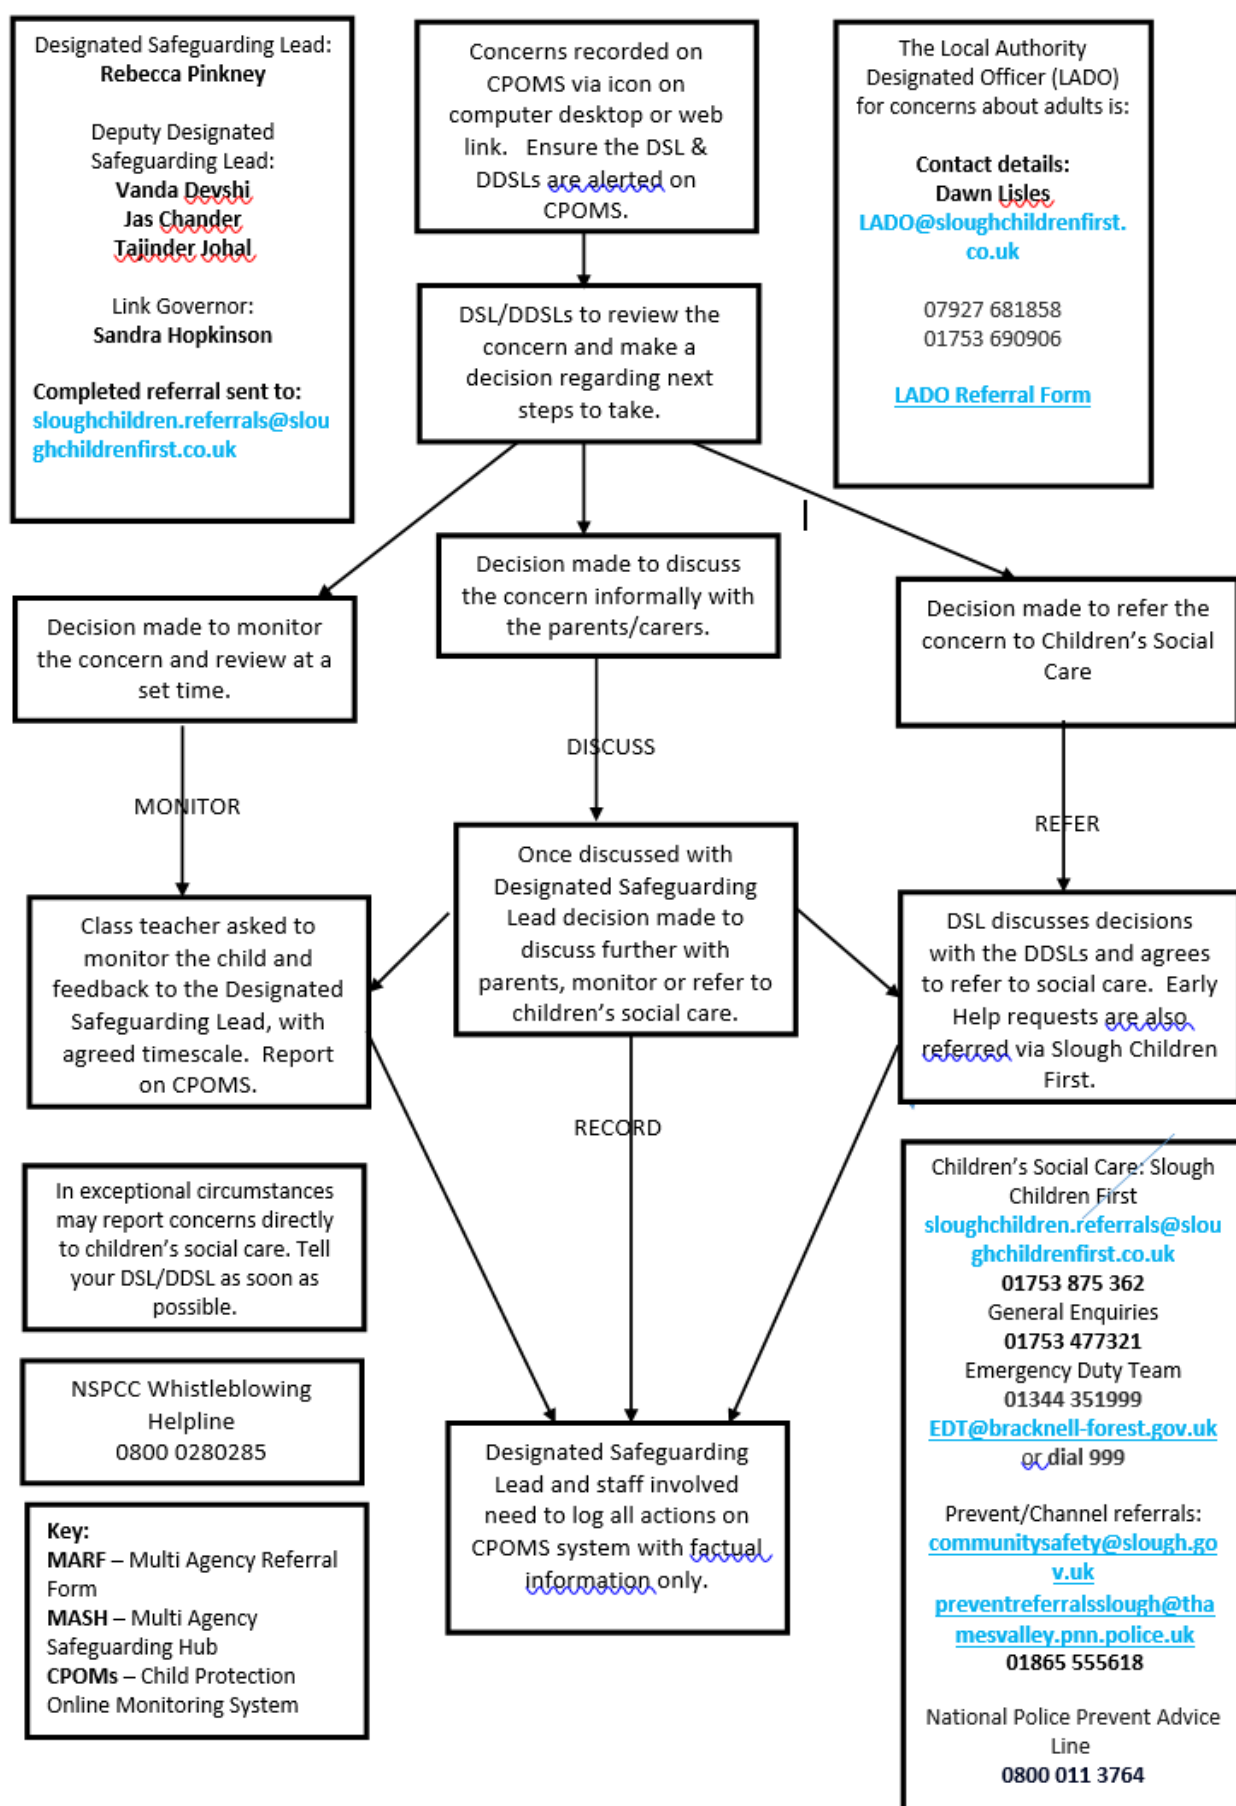 Designated Safeguarding Lead:
Rebecca Pinkney
Deputy Designated
Safeguarding Lead:
Vanda Devshi
Jas Chander
Tajinder Johal
Link Governor:
Sandra Hopkinson
Completed referral sent to:
sloughchildren.referrals@slou
ghchildrenfirst.co.uk
Concerns recorded on
CPOMS via icon on
computer desktop or web
link.   Ensure the DSL &
DDSLs are alerted on
CPOMS.
The Local Authority
Designated Officer (LADO)
for concerns about adults is:
Contact details:
Dawn Lisles
LADO@sloughchildrenfirst.
co.uk
07927 681858
01753 690906
LADO Referral Form
DSL/DDSLs to review the
concern and make a
decision regarding next
steps to take.
Decision made to monitor
the concern and review at a
set time.
Decision made to discuss
the concern informally with
the parents/carers.
Decision made to refer the
concern to Children's Social
Care
MONITOR
DISCUSS
REFER
Class teacher asked to
monitor the child and
feedback to the Designated
Safeguarding Lead, with
agreed timescale.  Report
on CPOMS.
Once discussed with
Designated Safeguarding
Lead decision made to
discuss further with
parents, monitor or refer to
children's social care.
DSL discusses decisions
with the DDSLs and agrees
to refer to social care.  Early
Help requests are also
referred via Slough Children
First.
RECORD
In exceptional circumstances
may report concerns directly
to children's social care. Tell
your DSL/DDSL as soon as
possible.
NSPCC Whistleblowing
Helpline
0800 0280285
Key:
MARF – Multi Agency Referral
Form
MASH – Multi Agency
Safeguarding Hub
CPOMs – Child Protection
Online Monitoring System
Designated Safeguarding
Lead and staff involved
need to log all actions on
CPOMS system with factual
information only.
Children's Social Care: Slough
Children First
sloughchildren.referrals@slou
ghchildrenfirst.co.uk
01753 875 362
General Enquiries
01753 477321
Emergency Duty Team
01344 351999
EDT@bracknell-forest.gov.uk
or dial 999
Prevent/Channel referrals:
communitysafety@slough.go
v.uk
preventreferralsslough@tha
mesvalley.pnn.police.uk
01865 555618
National Police Prevent Advice
Line
0800 011 3764